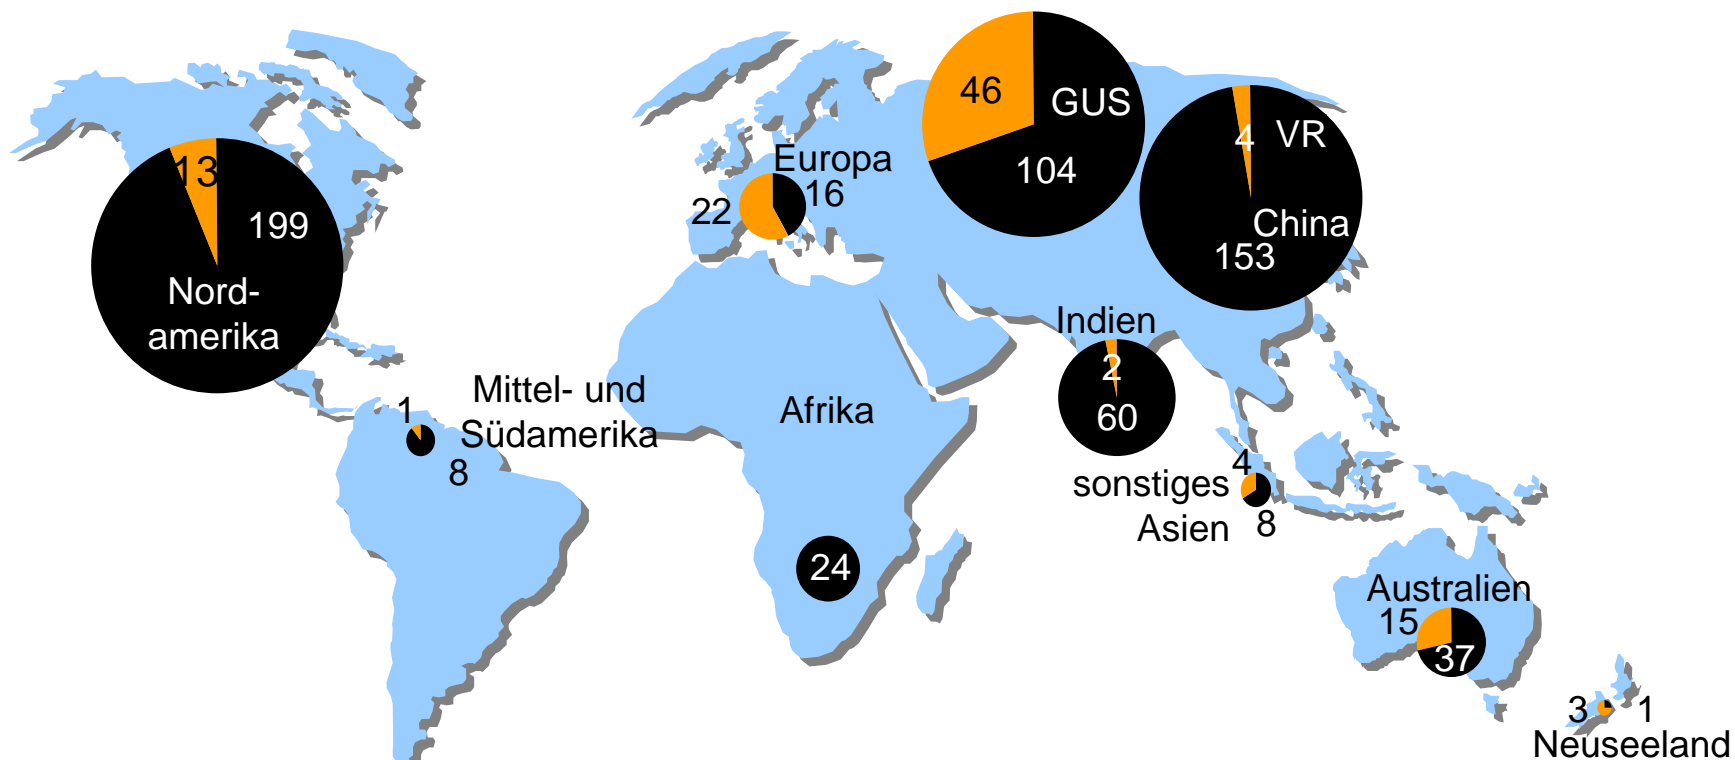 46
GUS
104
4
VR
China
153
13
199
Nord-
amerika
Europa
16
22
Indien
2
60
1
Mittel- und
Südamerika
8
Afrika
24
4
sonstiges
Asien
8
Australien
15
37
3
1
Neuseeland